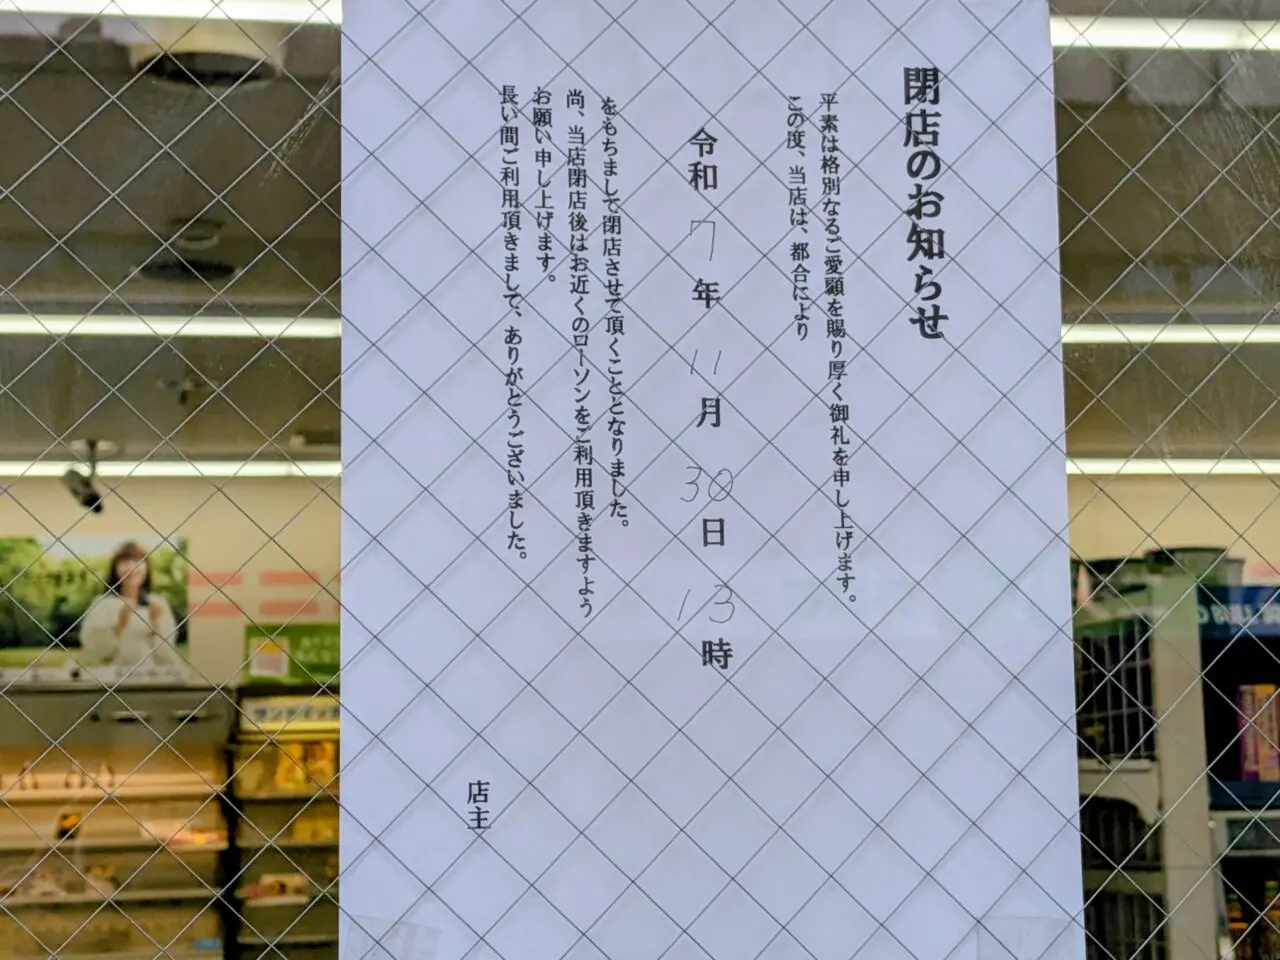 閉店のお知らせ
平素は格別なるご愛顧を賜り厚く御礼を申し上げます。
この度、当店は、都合により
令和7年11月30日13時
をもちまして閉店させて頂くこととなりました。
尚、当店閉店後はお近くのローソンをご利用頂きますよう
お願い申し上げます。
長い間ご利用頂きまして、ありがとうございました。
店主
サンドイッチ